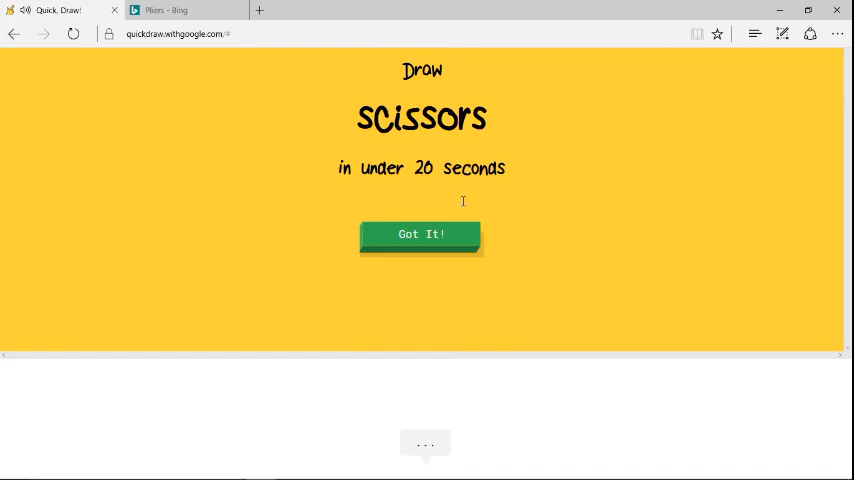 Quick, Draw!
Pliers - Bing
quickdraw.withgoogle.com/#
Draw
scissors
in under 20 seconds
Got It!
...